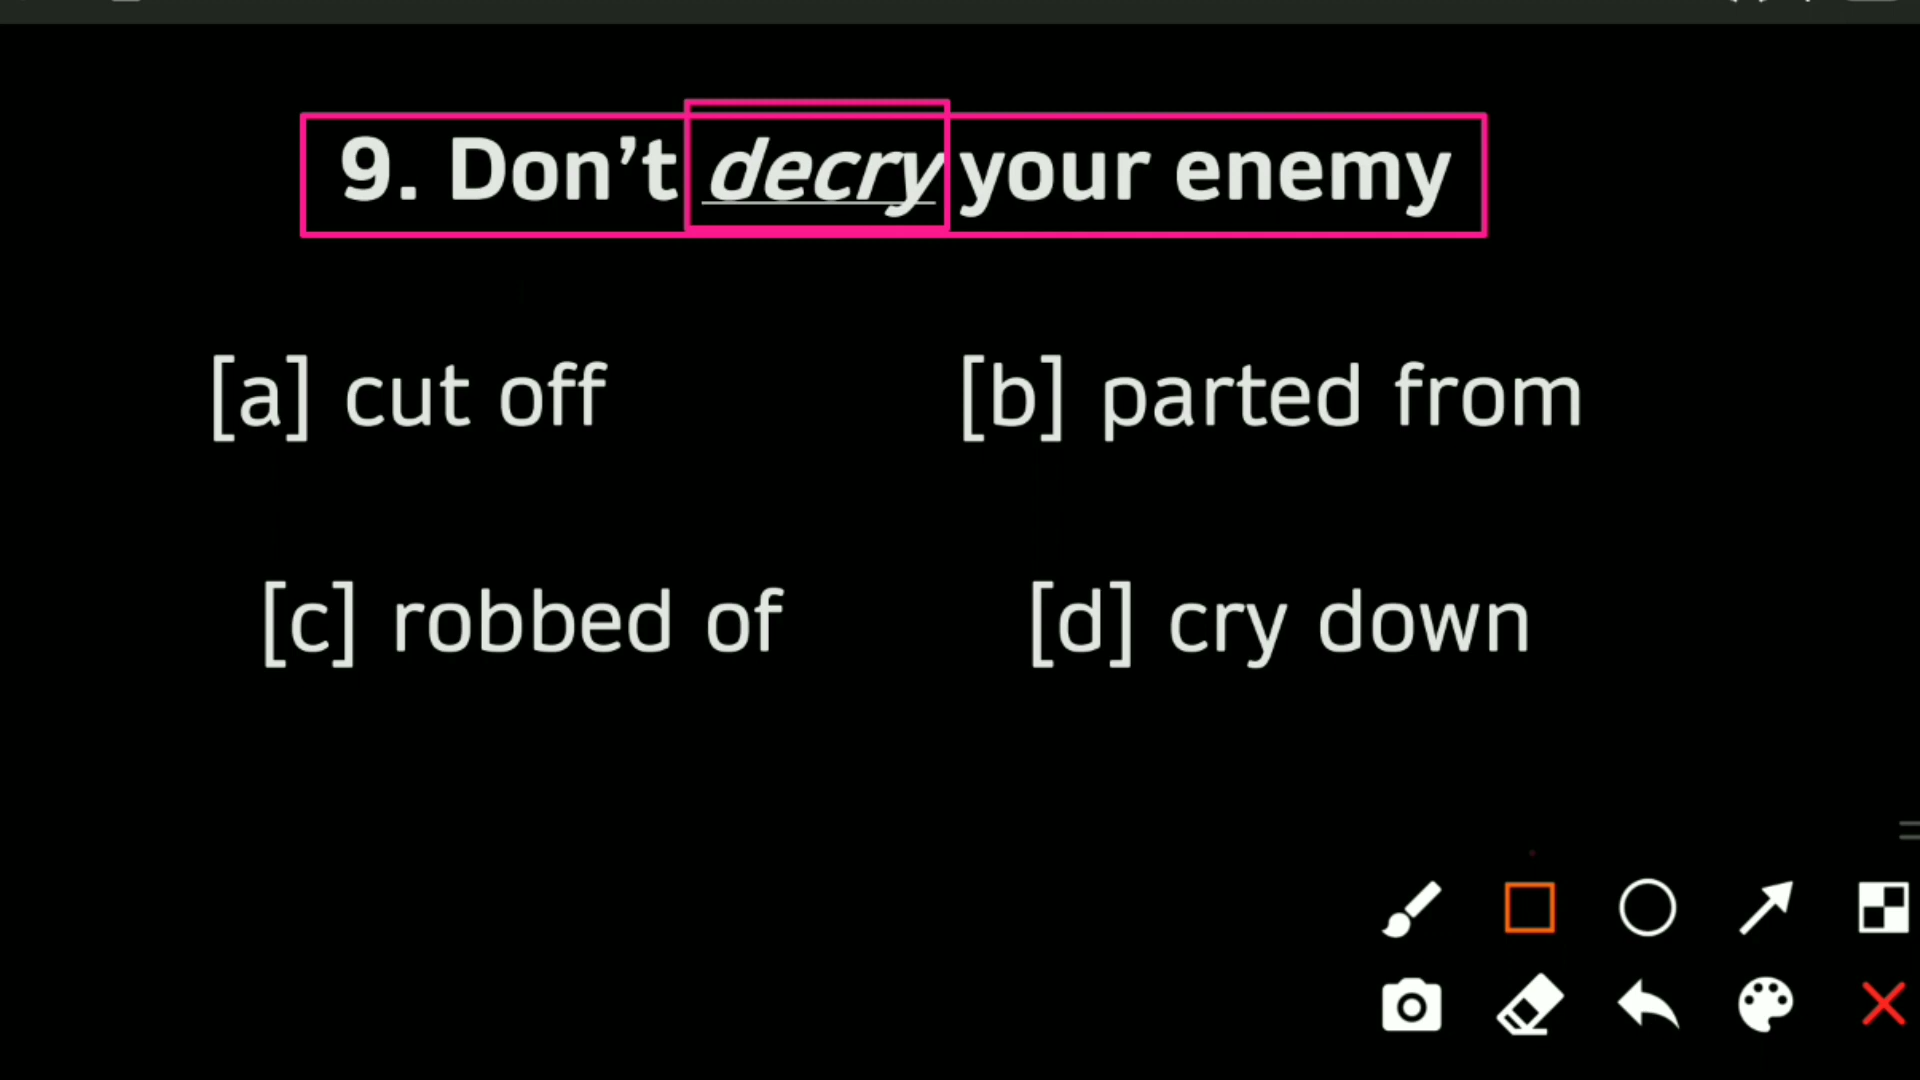 9. Don’t decry your enemy
[a] cut off [b] parted from
[c] robbed of [d] cry down